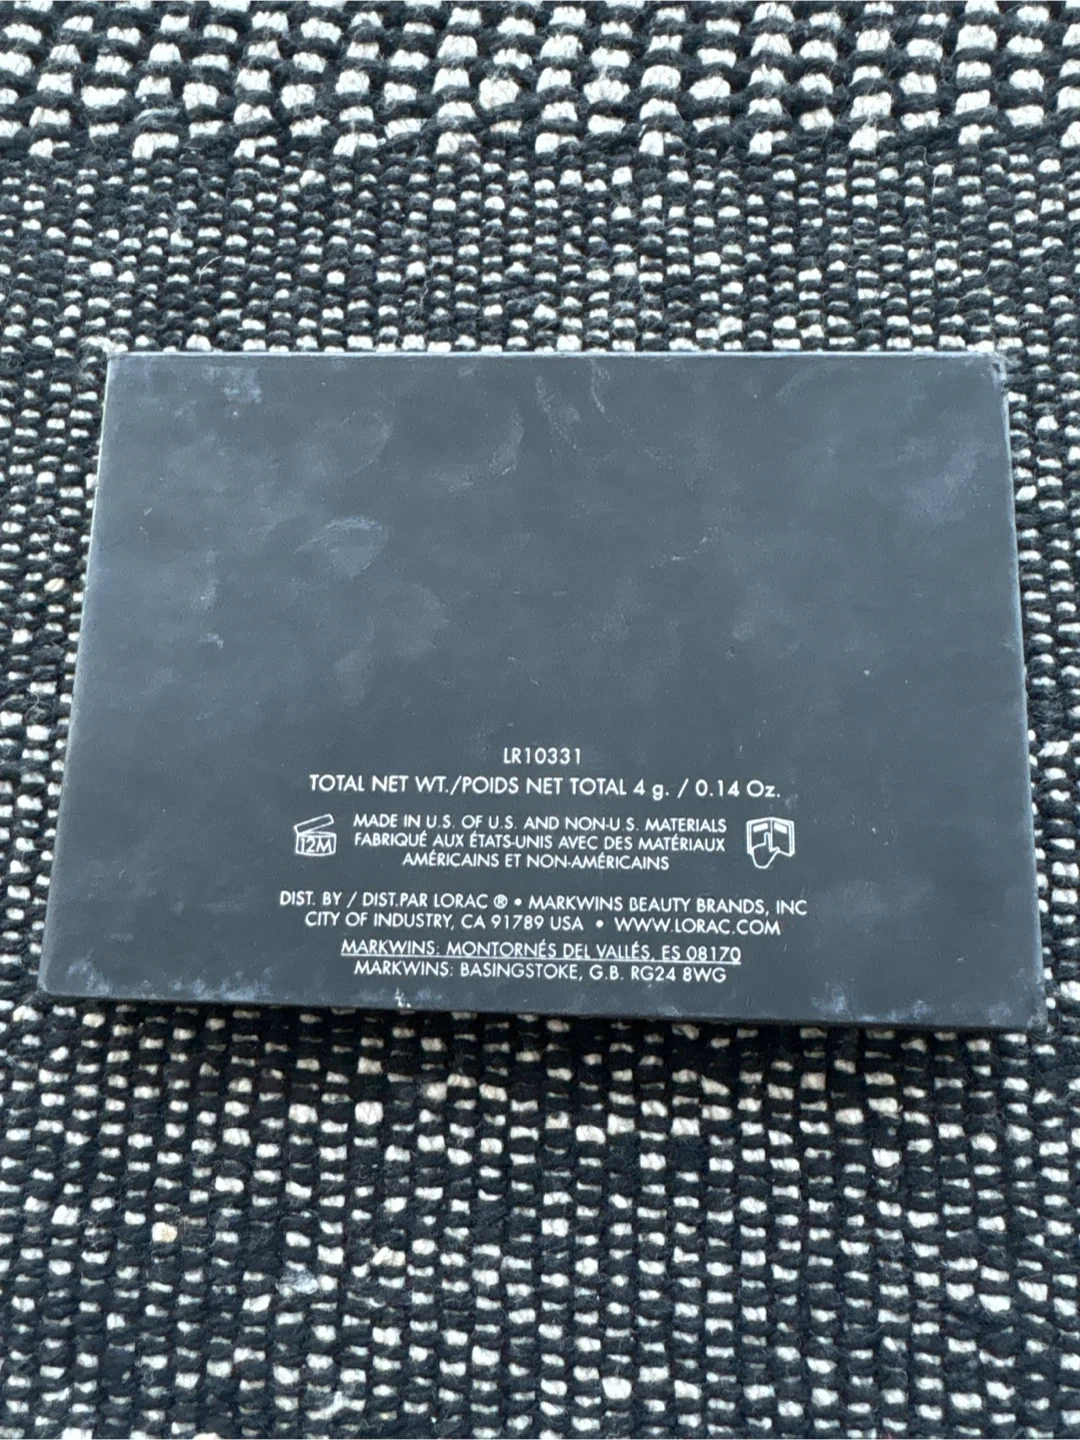 LR10331
TOTAL NET WT./POIDS NET TOTAL 4 g. / 0.14 Oz.
12M
MADE IN U.S. OF U.S. AND NON-U S. MATERIALS
FABRIQUÉ AUX ÉTATS-UNIS AVEC DES MATÉRIAUX
AMÉRICAINS ET NON-AMÉRICAINS
DIST. BY / DIST.PAR LORAC ® • MARKWINS BEAUTY BRANDS, INC
CITY OF INDUSTRY, CA 91789 USA • WWW.LORAC.COM
MARKWINS: MONTORNÉS DEL VALLÉS, ES 08170
MARKWINS: BASINGSTOKE, G.B. RG24 8WG